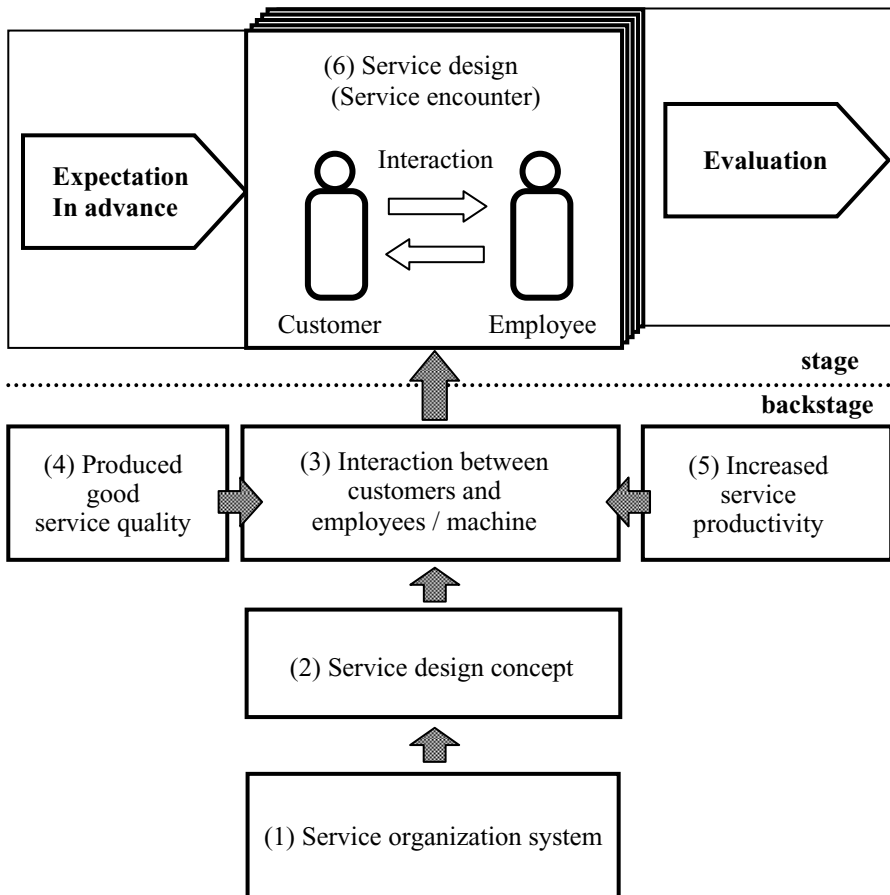 (6) Service design
(Service encounter)
Interaction
Expectation
In advance
Evaluation
Customer
Employee
stage
backstage
(4) Produced
good
service quality
(3) Interaction between
customers and
employees / machine
(5) Increased
service
productivity
(2) Service design concept
(1) Service organization system